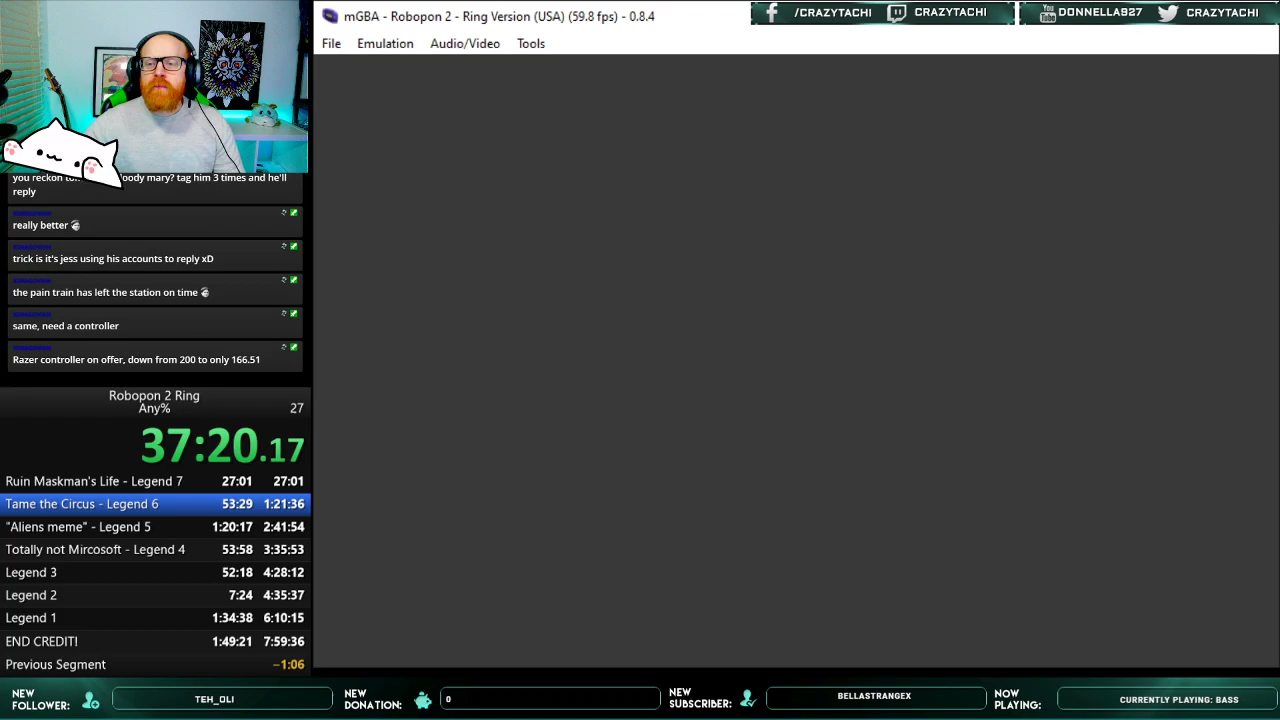 mGBA - Robopon 2 - Ring Version (USA) (59.8 fps) - 0.8.4
/CRAZYTACHI
CRAZYTACHI
DONNELLAB27
CRAZYTACHI
File Emulation Audio/Video Tools
you reckon oody mary? tag him 3 times and he'll
reply
really better
trick is it's jess using his accounts to reply xD
the pain train has left the station on time
same, need a controller
Razer controller on offer, down from 200 to only 166.51
Robopon 2 Ring
Any% 27
37:20.17
Ruin Maskman's Life - Legend 7 27:01 27:01
Tame the Circus - Legend 6 53:29 1:21:36
"Aliens meme" - Legend 5 1:20:17 2:41:54
Totally not Mircosoft - Legend 4 53:58 3:35:53
Legend 3 52:18 4:28:12
Legend 2 7:24 4:35:37
Legend 1 1:34:38 6:10:15
END CREDIT! 1:49:21 7:59:36
Previous Segment −1:06
NEW FOLLOWER: TEH_OLI
NEW DONATION: 0
NEW SUBSCRIBER: BELLASTRANGEX
NOW PLAYING: CURRENTLY PLAYING: BASS